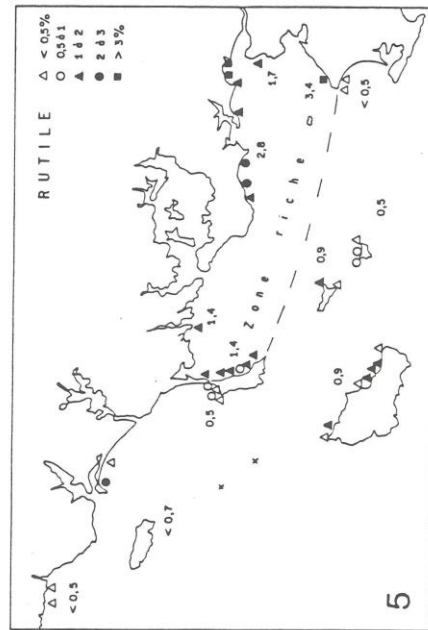 RUTILE
△ < 0,5%
○ 0,5 à 1
▲ 1 à 2
● 2 à 3
■ > 3%
< 0,5
< 0,7
0,5
1,4
1,4
2,8
1,7
3,4
< 0,5
Zone riche
0,9
0,5
0,9
5